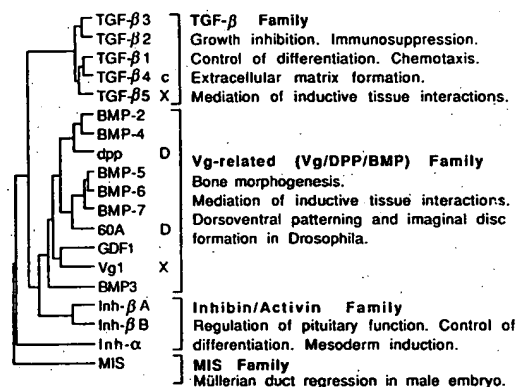 TGF-β3 TGF-β Family
TGF-β2 Growth inhibition. Immunosuppression.
TGF-β1 Control of differentiation. Chemotaxis.
TGF-β4 c Extracellular matrix formation.
TGF-β5 X Mediation of inductive tissue interactions.
BMP-2
BMP-4
dpp D
Vg-related (Vg/DPP/BMP) Family
BMP-5 Bone morphogenesis.
BMP-6 Mediation of inductive tissue interactions.
BMP-7 Dorsoventral patterning and imaginal disc
60A D formation in Drosophila.
GDF1
Vg1 X
BMP3
Inh-βA Inhibin/Activin Family
Inh-βB Regulation of pituitary function. Control of
Inh-α differentiation. Mesoderm induction.
MIS MIS Family
Müllerian duct regression in male embryo.